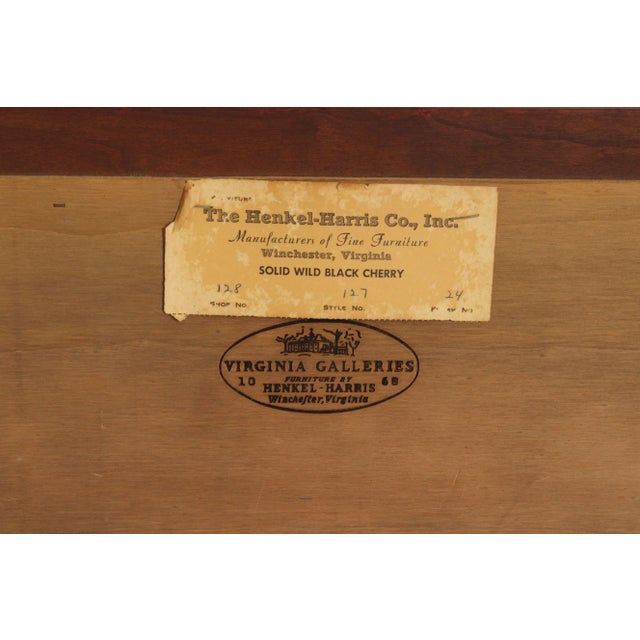 The Henkel-Harris Co., Inc.
Manufacturers of Fine Furniture
Winchester, Virginia
SOLID WILD BLACK CHERRY
128 127 24
SHOP NO. STYLE NO. NO
VIRGINIA GALLERIES
10 68
FURNITURE BY
HENKEL-HARRIS
Winchester, Virginia